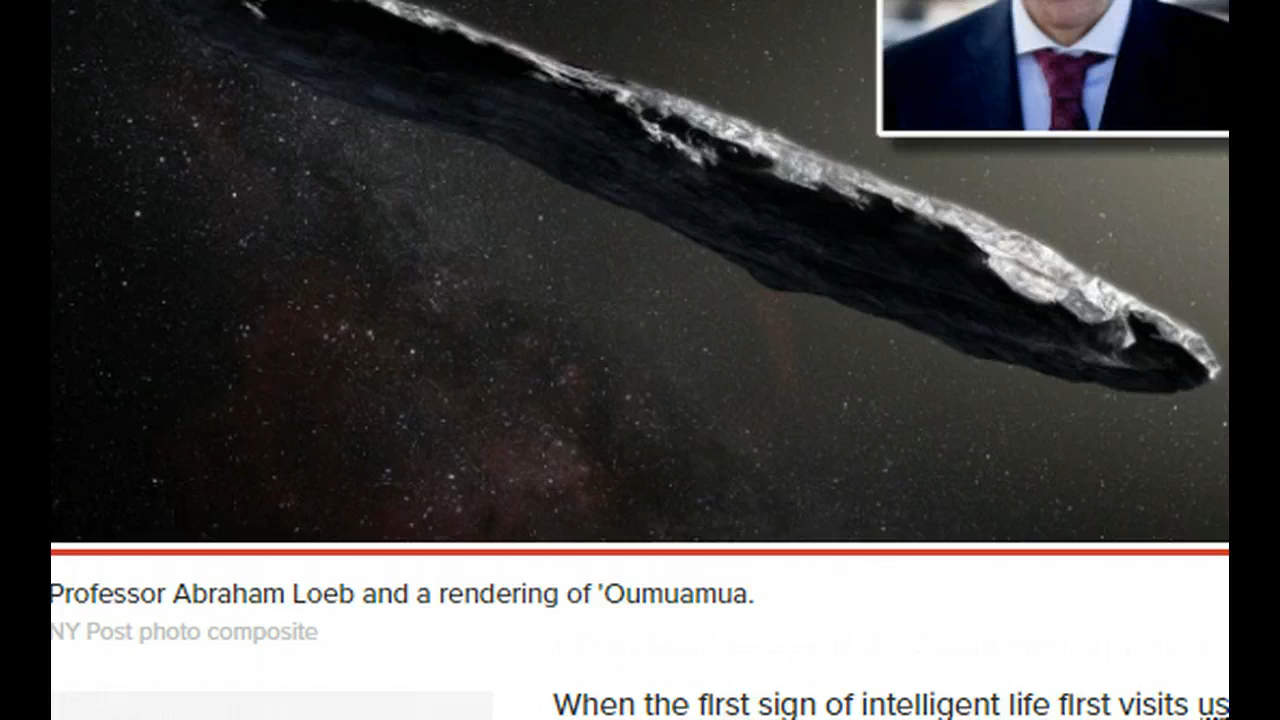 Professor Abraham Loeb and a rendering of 'Oumuamua.
NY Post photo composite
When the first sign of intelligent life first visits us